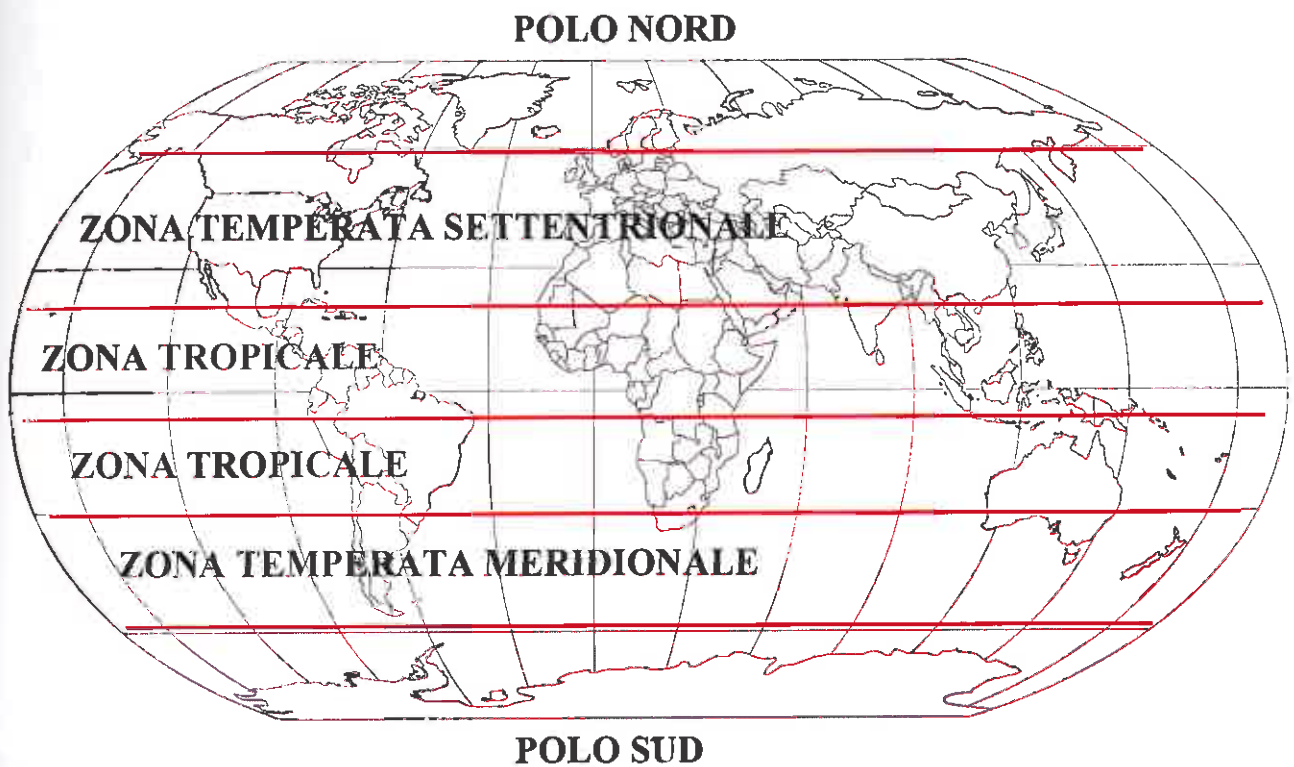 POLO NORD
ZONA TEMPERATA SETTENTRIONALE
ZONA TROPICALE
ZONA TROPICALE
ZONA TEMPERATA MERIDIONALE
POLO SUD